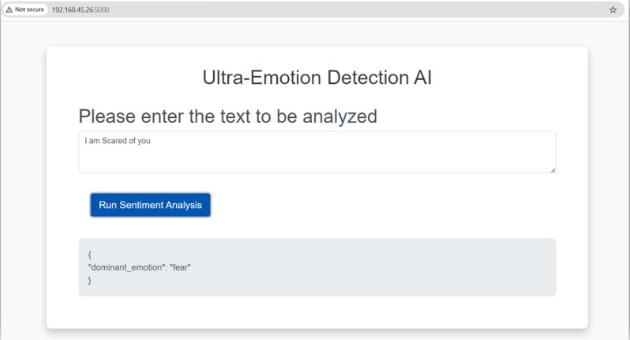 Not secure 192.168.45.26:5000
Ultra-Emotion Detection AI
Please enter the text to be analyzed
I am Scared of you
Run Sentiment Analysis
{
"dominant_emotion": "fear"
}